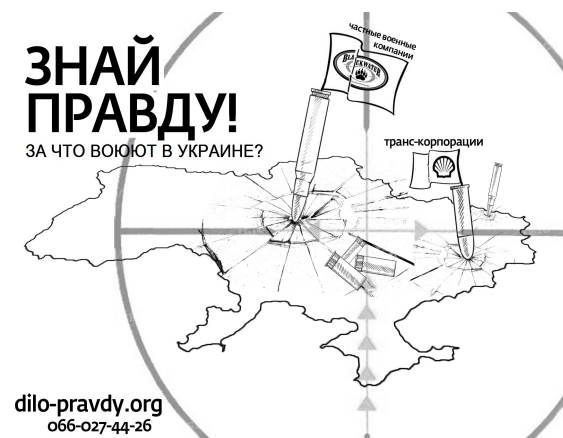 ЗНАЙ
ПРАВДУ!
ЗА ЧТО ВОЮЮТ В УКРАИНЕ?
частные военные
компании
BLACKWATER
транс-корпорации
dilo-pravdy.org
066-027-44-26